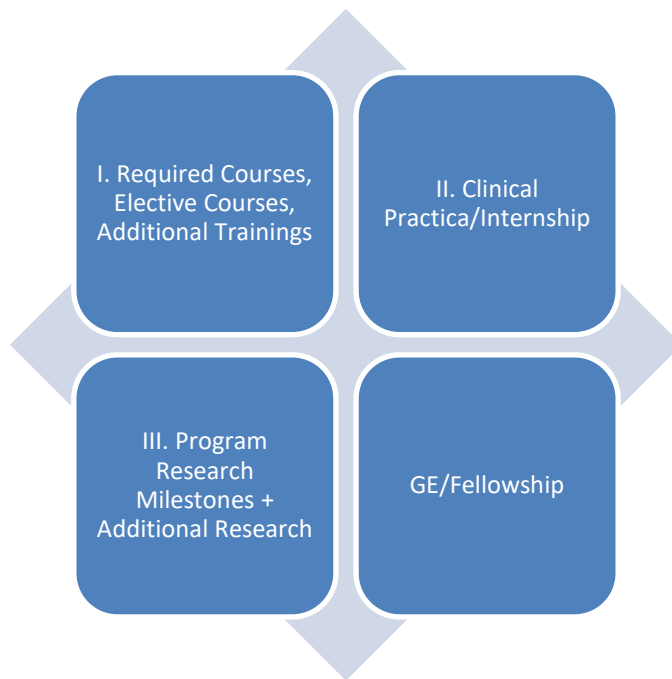 I. Required Courses,
Elective Courses,
Additional Trainings
II. Clinical
Practica/Internship
III. Program
Research
Milestones +
Additional Research
GE/Fellowship